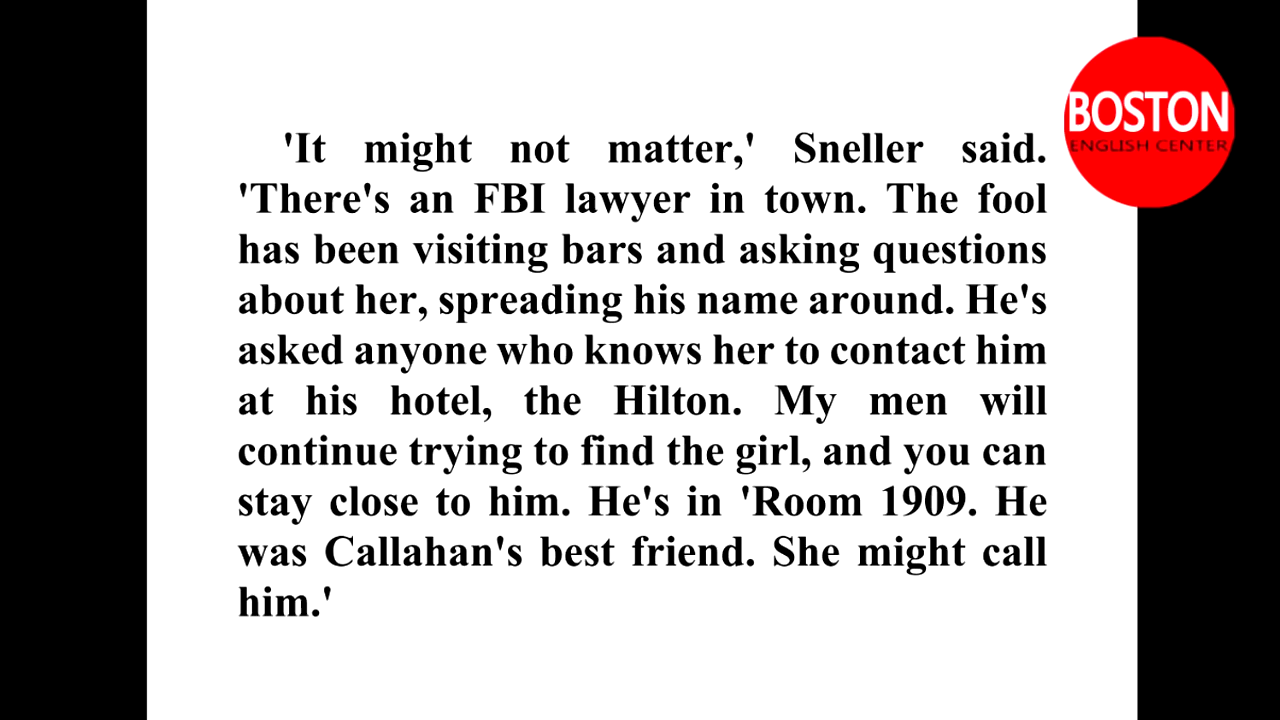 'It might not matter,' Sneller said.
'There's an FBI lawyer in town. The fool
has been visiting bars and asking questions
about her, spreading his name around. He's
asked anyone who knows her to contact him
at his hotel, the Hilton. My men will
continue trying to find the girl, and you can
stay close to him. He's in 'Room 1909. He
was Callahan's best friend. She might call
him.'
BOSTON
ENGLISH CENTER